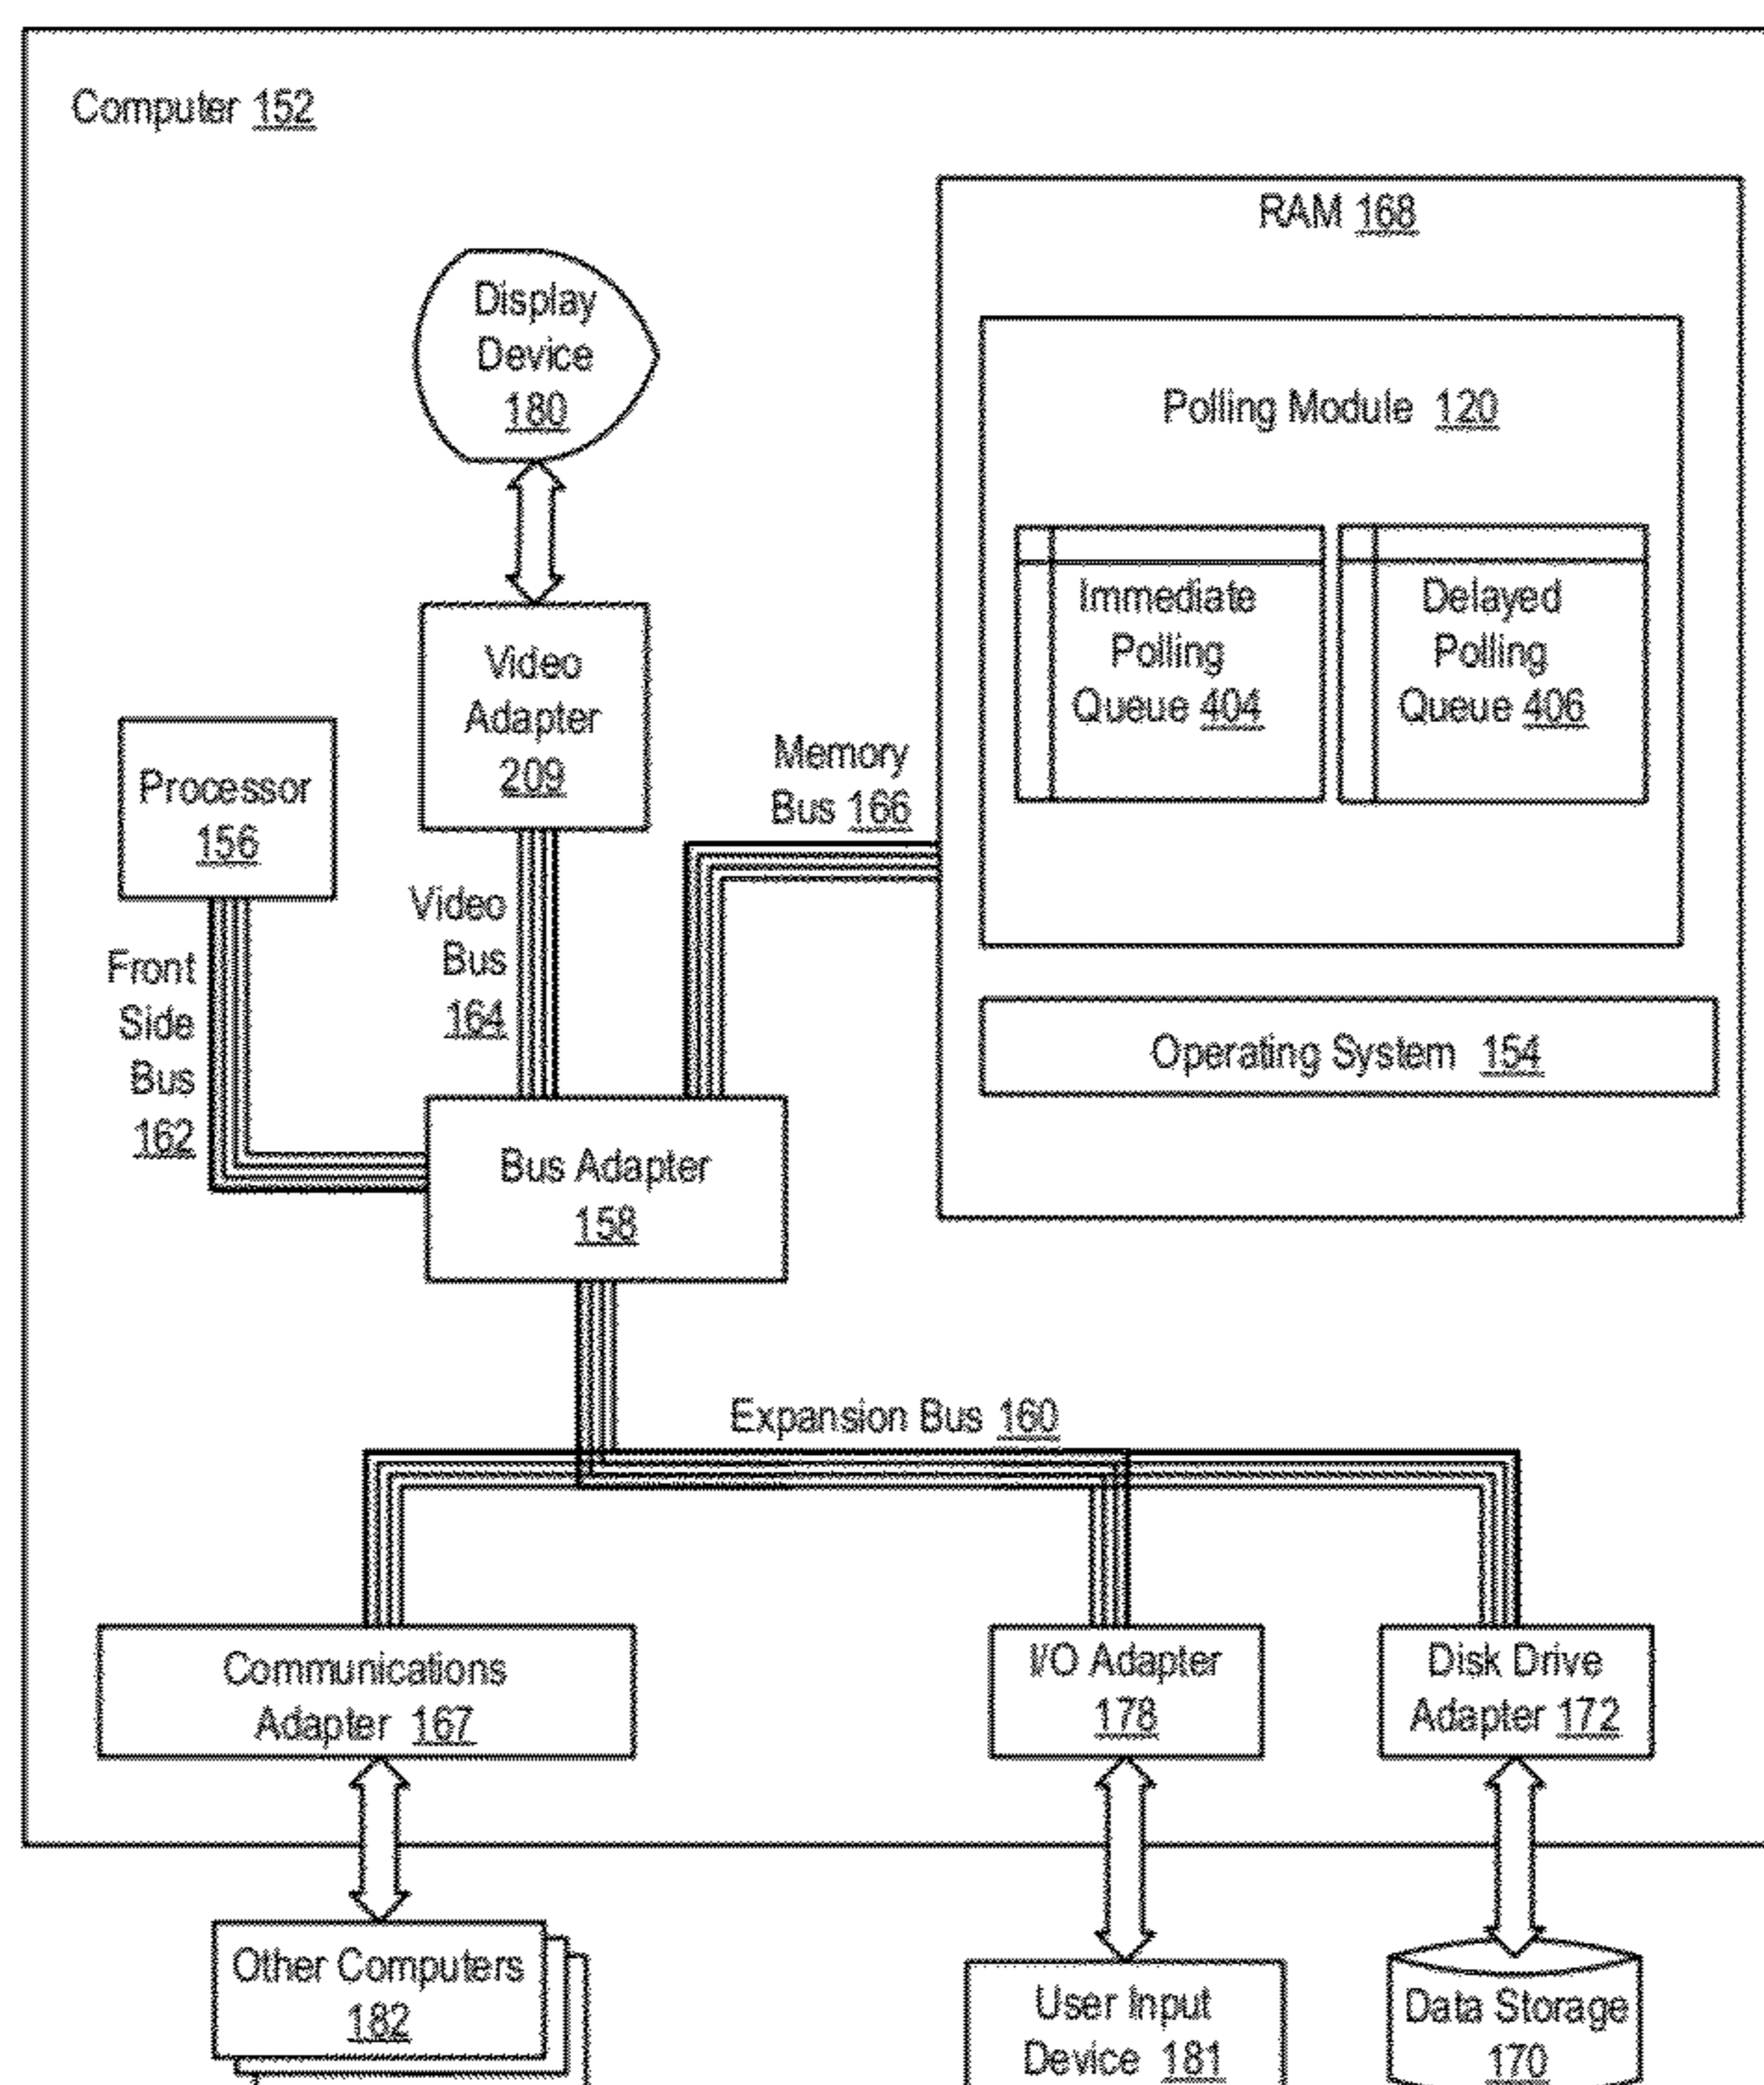 Computer 152
RAM 168
Display
Device
180
Polling Module 120
Immediate
Polling
Queue 404
Delayed
Polling
Queue 406
Video
Adapter
209
Processor
156
Memory
Bus 166
Video
Bus
164
Front
Side
Bus
162
Operating System 154
Bus Adapter
158
Expansion Bus 160
Communications
Adapter 167
I/O Adapter
178
Disk Drive
Adapter 172
Other Computers
182
User Input
Device 181
Data Storage
170